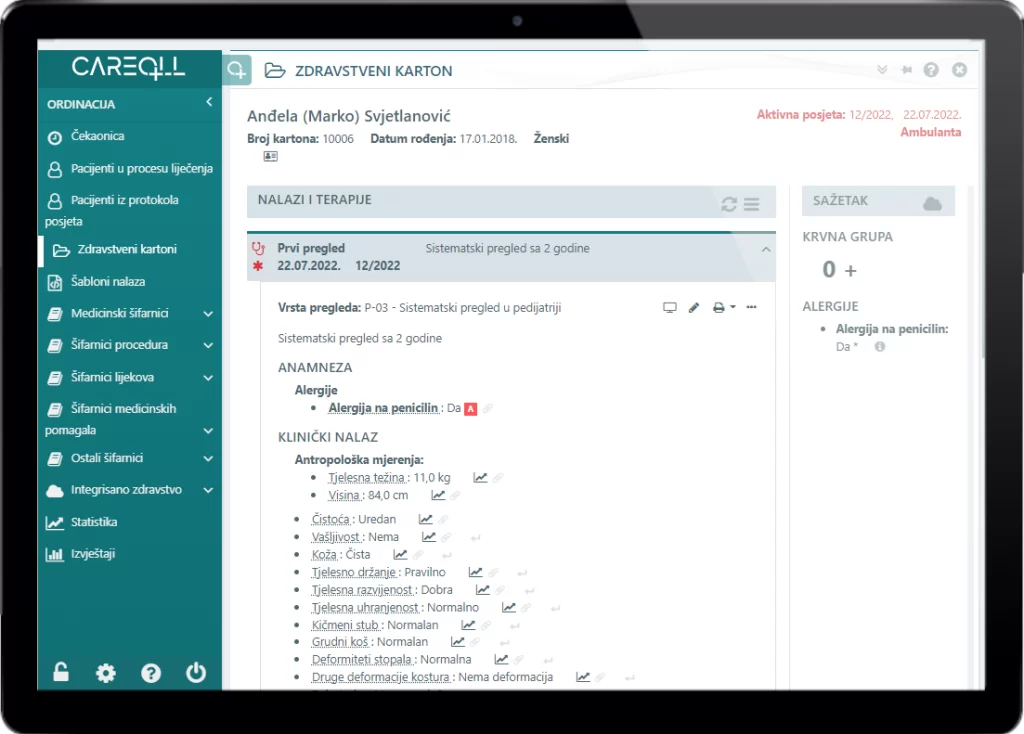 CAREQLL
ORDINACIJA
Čekaonica
Pacijenti u procesu liječenja
Pacijenti iz protokola
posjeta
Zdravstveni kartoni
Šabloni nalaza
Medicinski šifarnici
Šifarnici procedura
Šifarnici lijekova
Šifarnici medicinskih
pomagala
Ostali šifarnici
Integrisano zdravstvo
Statistika
Izvještaji
ZDRAVSTVENI KARTON
Anđela (Marko) Svjetlanović
Broj kartona: 10006 Datum rođenja: 17.01.2018. Ženski
Aktivna posjeta: 12/2022, 22.07.2022.
Ambulanta
NALAZI I TERAPIJE
Prvi pregled Sistematski pregled sa 2 godine
22.07.2022. 12/2022
Vrsta pregleda: P-03 - Sistematski pregled u pedijatriji
Sistematski pregled sa 2 godine
ANAMNEZA
Alergije
Alergija na penicilin : Da A
KLINIČKI NALAZ
Antropološka mjerenja:
Tjelesna težina : 11,0 kg
Visina : 84,0 cm
Čistoća : Uredan
Vašljivost : Nema
Koža : Čista
Tjelesno držanje : Pravilno
Tjelesna razvijenost : Dobra
Tjelesna uhranjenost : Normalno
Kičmeni stub : Normalan
Grudni koš : Normalan
Deformiteti stopala : Normalna
Druge deformacije kostura : Nema deformacija
SAŽETAK
KRVNA GRUPA
0 +
ALERGIJE
Alergija na penicilin:
Da *